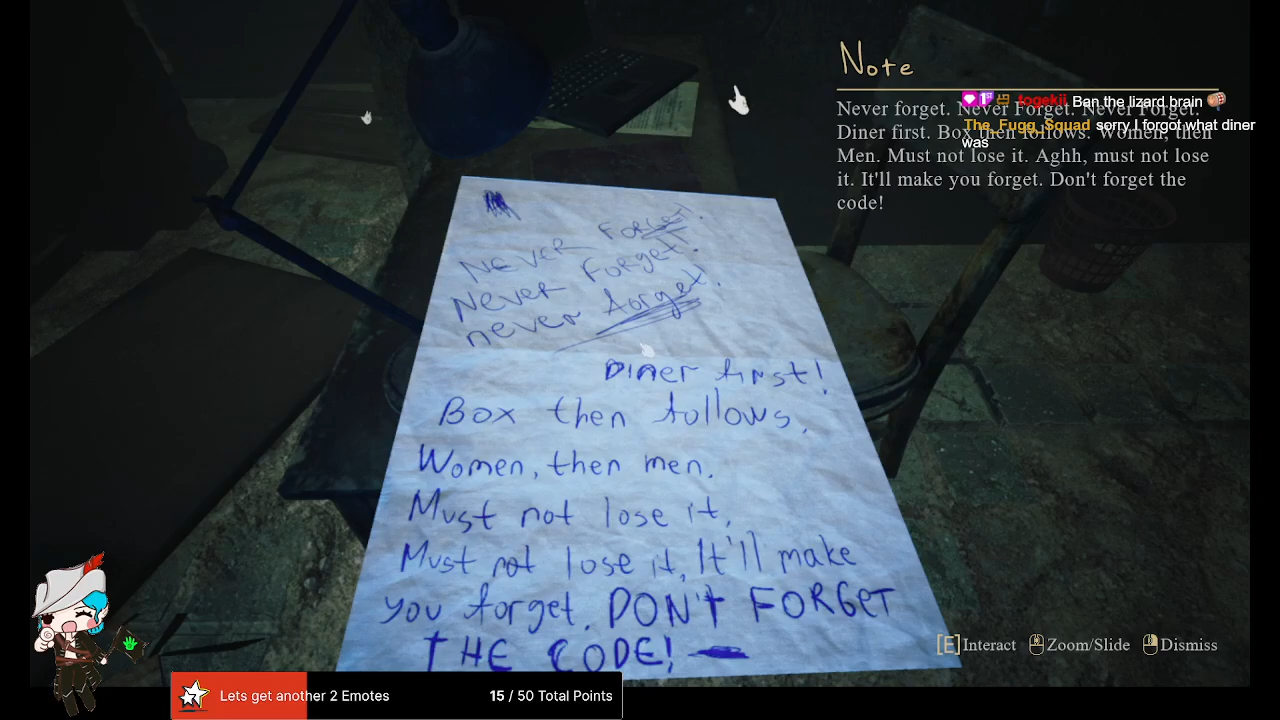 Note
Never forget. Never Forget. Never Forget.
Diner first. Box then follows. Women, then
Men. Must not lose it. Aghh, must not lose
it. It'll make you forget. Don't forget the
code!
togekii Ban the lizard brain
The_Fugg_Squad sorry I forgot what diner
was
NEVER FORGET!
Never Forget!
never forget!
Diner first!
Box then follows.
Women, then men.
Must not lose it.
Must not lose it. It'll make
you forget. DON'T FORGET
THE CODE!
[E]Interact Zoom/Slide Dismiss
Lets get another 2 Emotes 15 / 50 Total Points